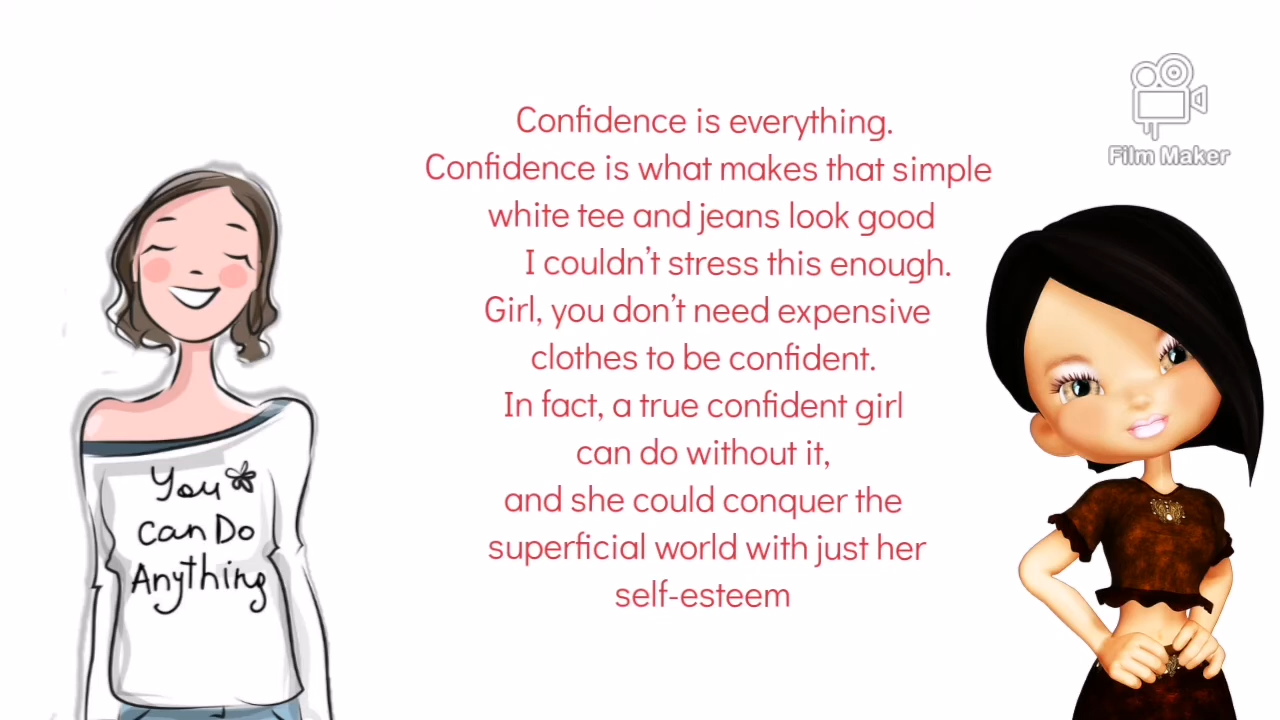 Film Maker
Confidence is everything.
Confidence is what makes that simple
white tee and jeans look good
I couldn't stress this enough.
Girl, you don't need expensive
clothes to be confident.
In fact, a true confident girl
can do without it,
and she could conquer the
superficial world with just her
self-esteem
You
Can Do
Anything